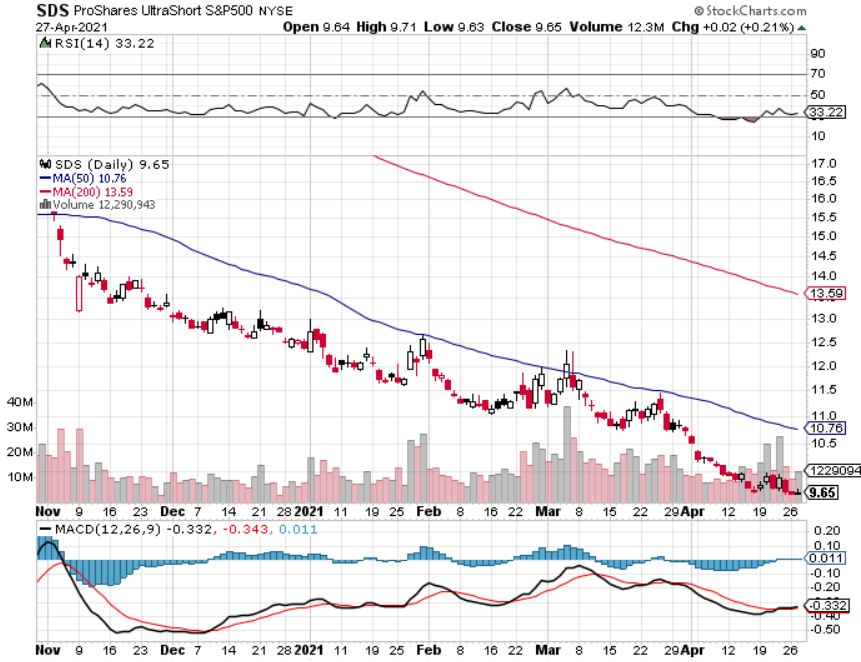 SDS ProShares UltraShort S&P500 NYSE © StockCharts.com
27-Apr-2021 Open 9.64 High 9.71 Low 9.63 Close 9.65 Volume 12.3M Chg +0.02 (+0.21%)
RSI(14) 33.22
90
70
50
33.22
10
SDS (Daily) 9.65
MA(50) 10.76
MA(200) 13.59
Volume 12,290,943
17.0
16.5
16.0
15.5
15.0
14.5
14.0
13.59
13.0
12.5
12.0
11.5
11.0
10.76
10.5
1229094
9.65
40M
30M
20M
10M
Nov 9 16 23 Dec 7 14 21 28 2021 11 19 25 Feb 8 16 22 Mar 8 15 22 29 Apr 12 19 26
MACD(12,26,9) -0.332, -0.343, 0.011
0.20
0.10
0.011
-0.10
-0.20
-0.332
-0.40
-0.50
Nov 9 16 23 Dec 7 14 21 28 2021 11 19 25 Feb 8 16 22 Mar 8 15 22 29 Apr 12 19 26